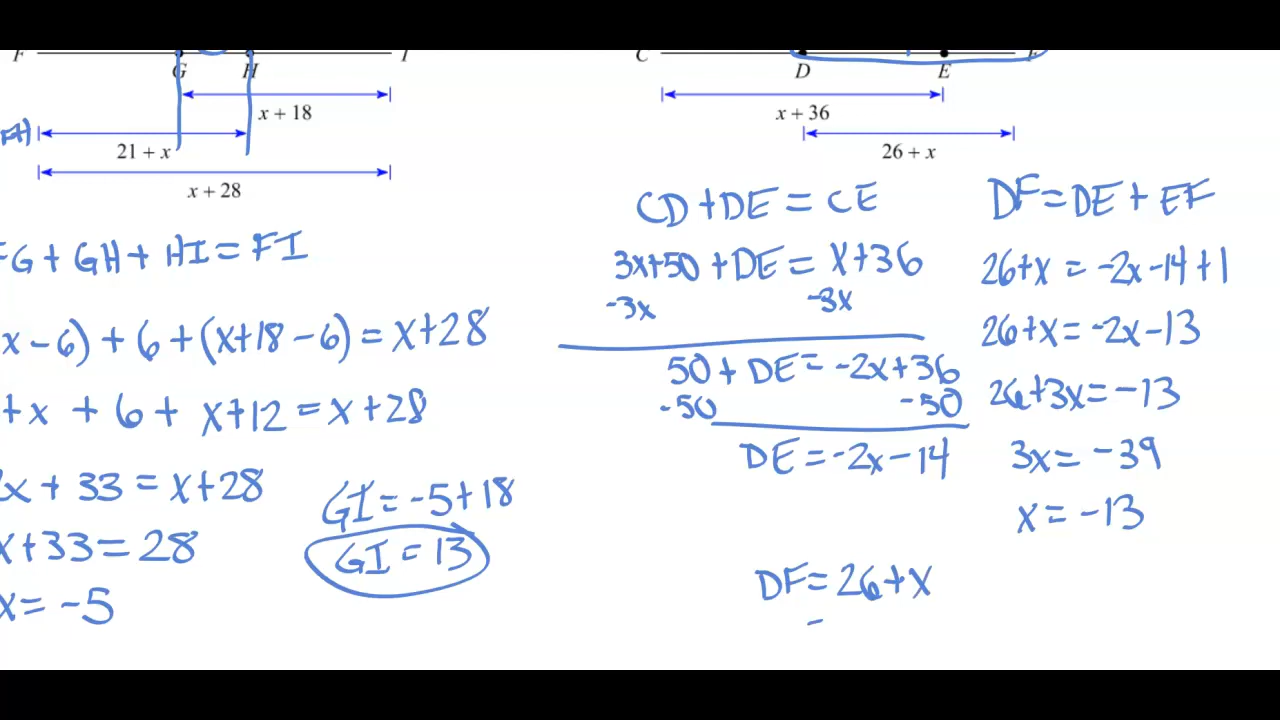 G H
x + 18
21 + x
x + 28
FG + GH + HI = FI
x - 6) + 6 + (x+18 - 6) = x+28
+ x + 6 + x+12 = x+28
x + 33 = x+28
x+33 = 28
x = -5
GI = -5+18
GI = 13
C D E
x + 36
26 + x
CD + DE = CE
3x+50 + DE = x+36
-3x -3x
50 + DE = -2x+36
-50 -50
DE = -2x - 14
DF = DE + EF
26+x = -2x-14+1
26+x = -2x-13
26+3x = -13
3x = -39
x = -13
DF = 26+x
=